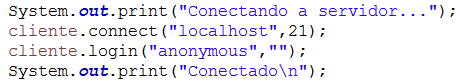 System.out.print("Conectando a servidor...");
cliente.connect("localhost",21);
cliente.login("anonymous","");
System.out.print("Conectado\n");